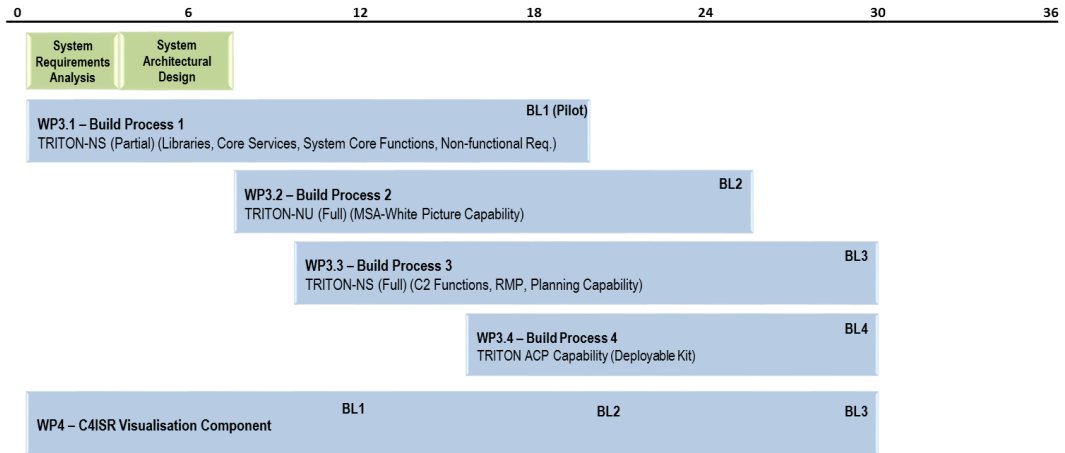 0 6 12 18 24 30 36
System
Requirements
Analysis
System
Architectural
Design
BL1 (Pilot)
WP3.1 – Build Process 1
TRITON-NS (Partial) (Libraries, Core Services, System Core Functions, Non-functional Req.)
BL2
WP3.2 – Build Process 2
TRITON-NU (Full) (MSA-White Picture Capability)
BL3
WP3.3 – Build Process 3
TRITON-NS (Full) (C2 Functions, RMP, Planning Capability)
BL4
WP3.4 – Build Process 4
TRITON ACP Capability (Deployable Kit)
BL1 BL2 BL3
WP4 – C4ISR Visualisation Component